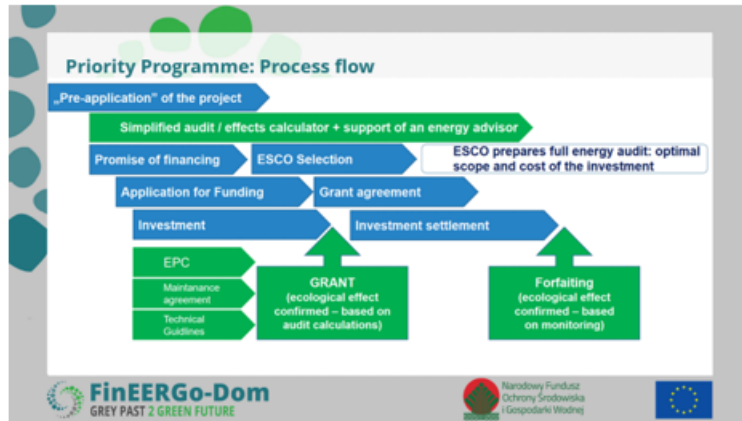 Priority Programme: Process flow
„Pre-application” of the project
Simplified audit / effects calculator + support of an energy advisor
Promise of financing
ESCO Selection
ESCO prepares full energy audit: optimal
scope and cost of the investment
Application for Funding
Grant agreement
Investment
Investment settlement
EPC
Maintanance
agreement
Technical
Guidlines
GRANT
(ecological effect
confirmed – based on
audit calculations)
Forfaiting
(ecological effect
confirmed – based
on monitoring)
FinEERGo-Dom
GREY PAST 2 GREEN FUTURE
Narodowy Fundusz
Ochrony Środowiska
i Gospodarki Wodnej